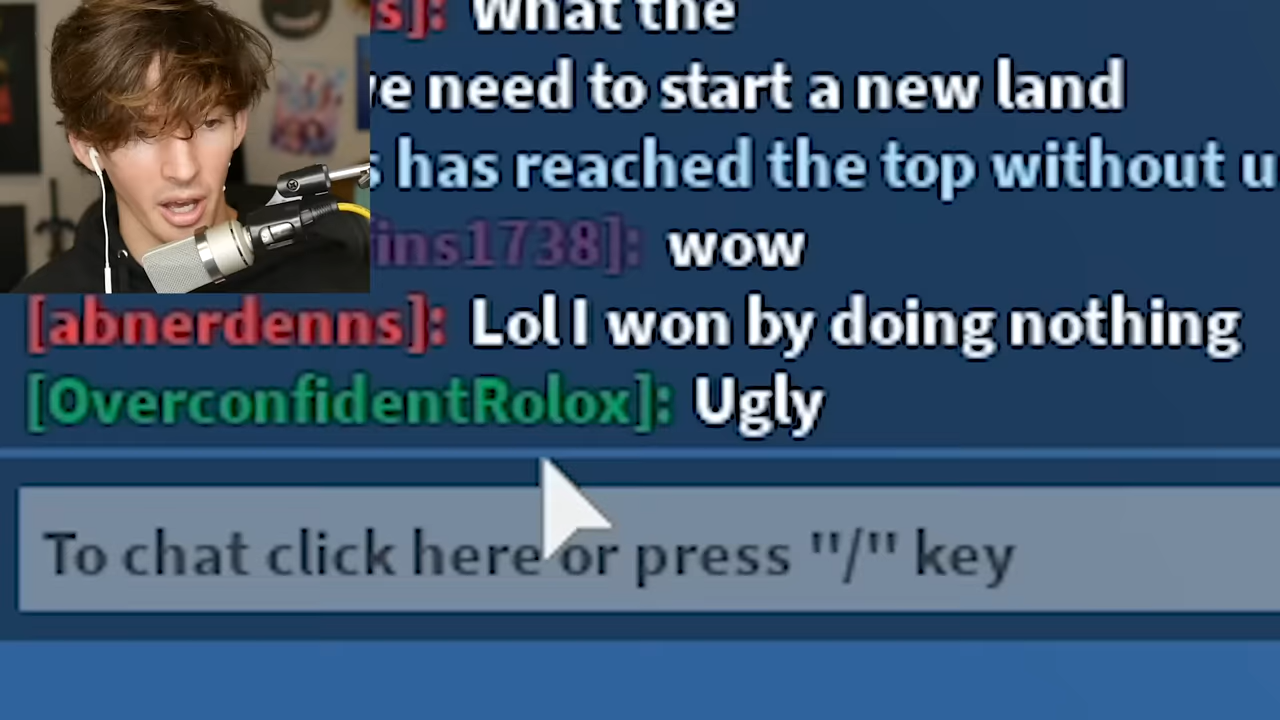 s]: What the
we need to start a new land
s has reached the top without u
ins1738]: wow
[abnerdenns]: Lol I won by doing nothing
[OverconfidentRolox]: Ugly
To chat click here or press "/" key